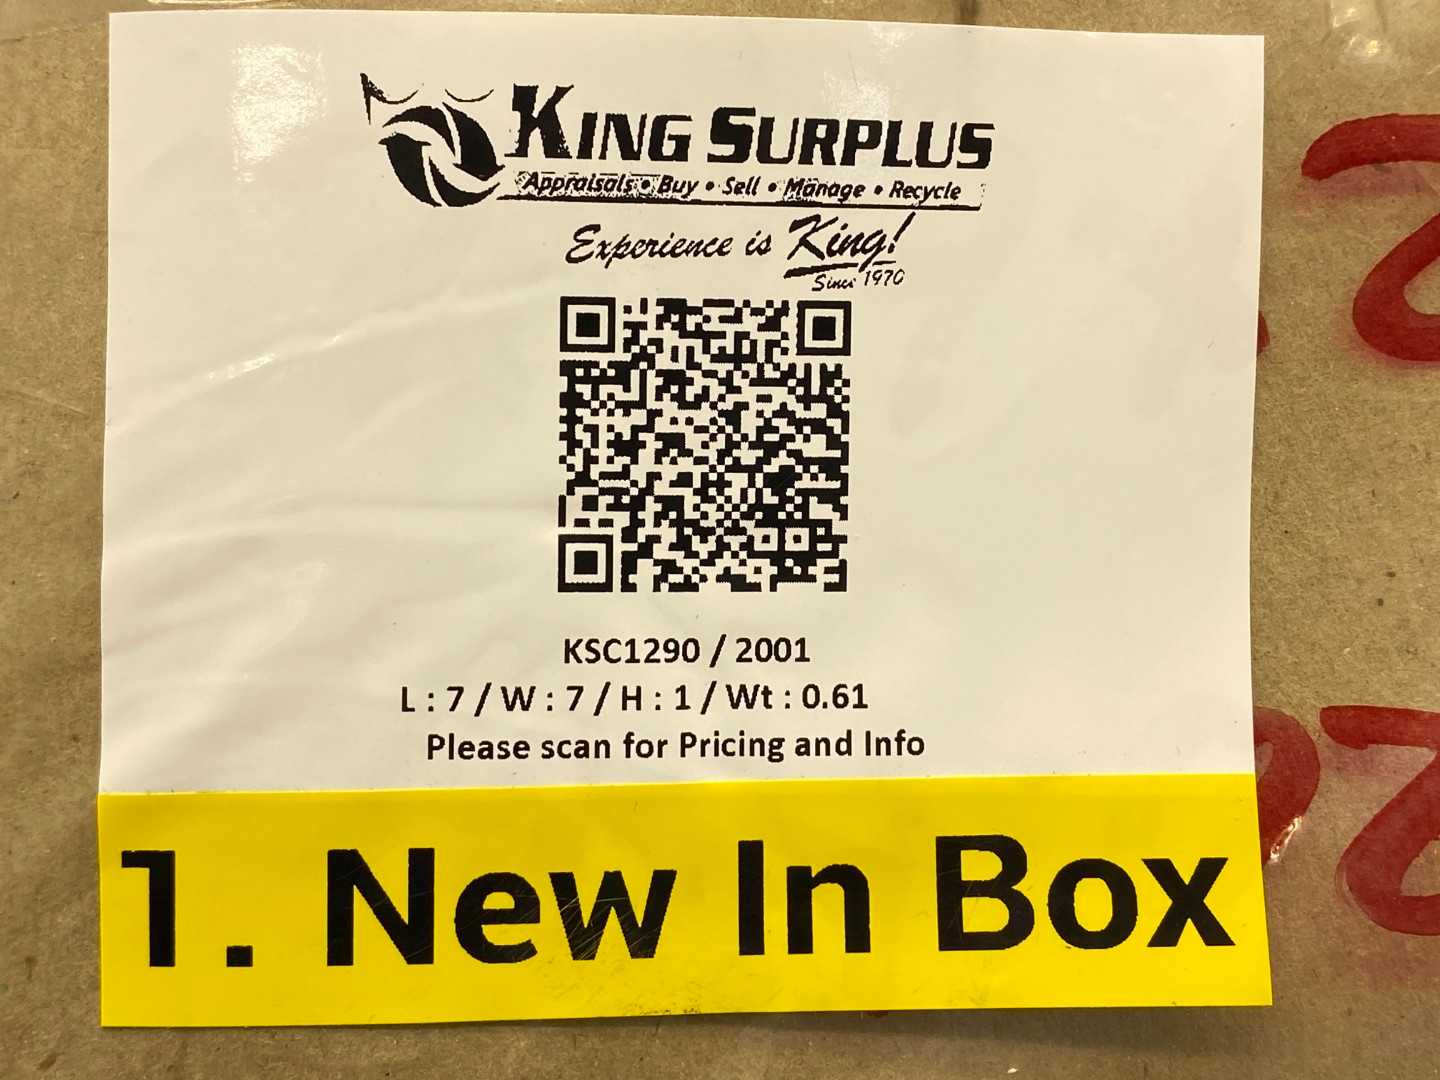 KING SURPLUS
Appraisals • Buy • Sell • Manage • Recycle
Experience is King!
Since 1970
KSC1290 / 2001
L : 7 / W : 7 / H : 1 / Wt : 0.61
Please scan for Pricing and Info
1. New In Box